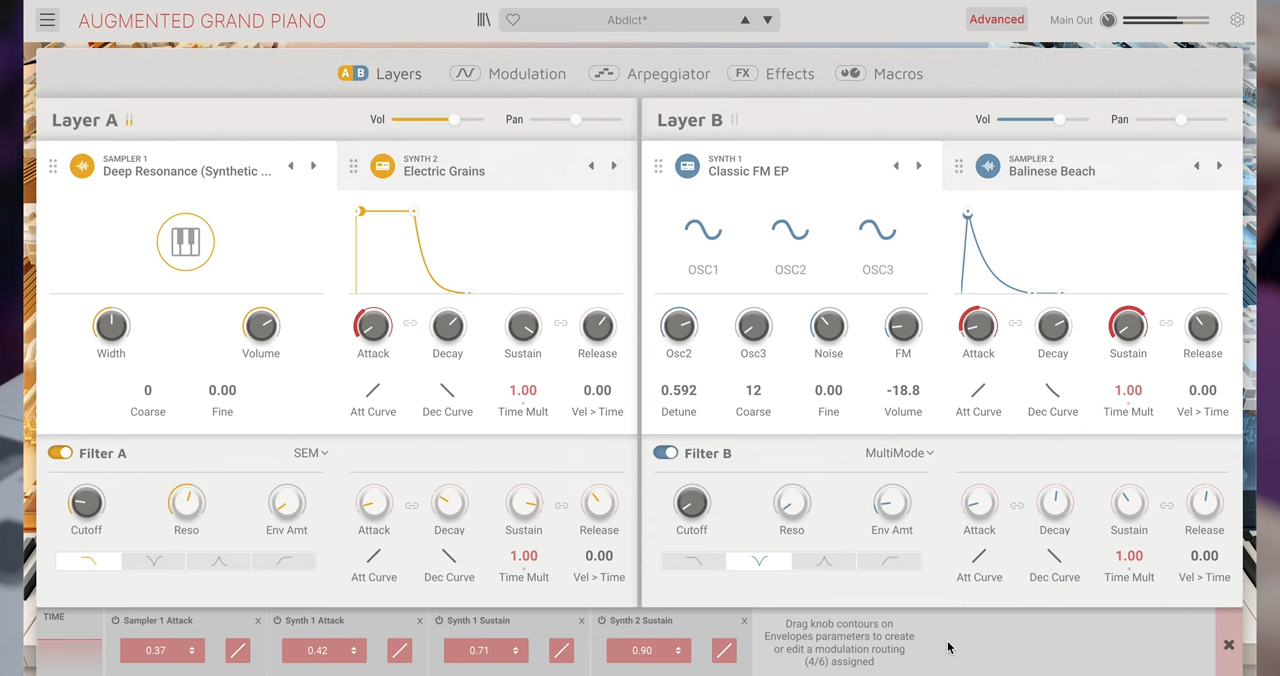 AUGMENTED GRAND PIANO
Abdict*
Advanced
Main Out
A B Layers
Modulation
Arpeggiator
FX Effects
Macros
Layer A
Vol
Pan
Layer B
Vol
Pan
SAMPLER 1
Deep Resonance (Synthetic ...
SYNTH 2
Electric Grains
SYNTH 1
Classic FM EP
SAMPLER 2
Balinese Beach
OSC1
OSC2
OSC3
Width
Volume
Attack
Decay
Sustain
Release
Osc2
Osc3
Noise
FM
Attack
Decay
Sustain
Release
0
0.00
1.00
0.00
0.592
12
0.00
-18.8
1.00
0.00
Coarse
Fine
Att Curve
Dec Curve
Time Mult
Vel > Time
Detune
Coarse
Fine
Volume
Att Curve
Dec Curve
Time Mult
Vel > Time
Filter A
SEM
Filter B
MultiMode
Cutoff
Reso
Env Amt
Attack
Decay
Sustain
Release
Cutoff
Reso
Env Amt
Attack
Decay
Sustain
Release
1.00
0.00
1.00
0.00
Att Curve
Dec Curve
Time Mult
Vel > Time
Att Curve
Dec Curve
Time Mult
Vel > Time
TIME
Sampler 1 Attack x
0.37
Synth 1 Attack x
0.42
Synth 1 Sustain x
0.71
Synth 2 Sustain x
0.90
Drag knob contours on
Envelopes parameters to create
or edit a modulation routing
(4/6) assigned